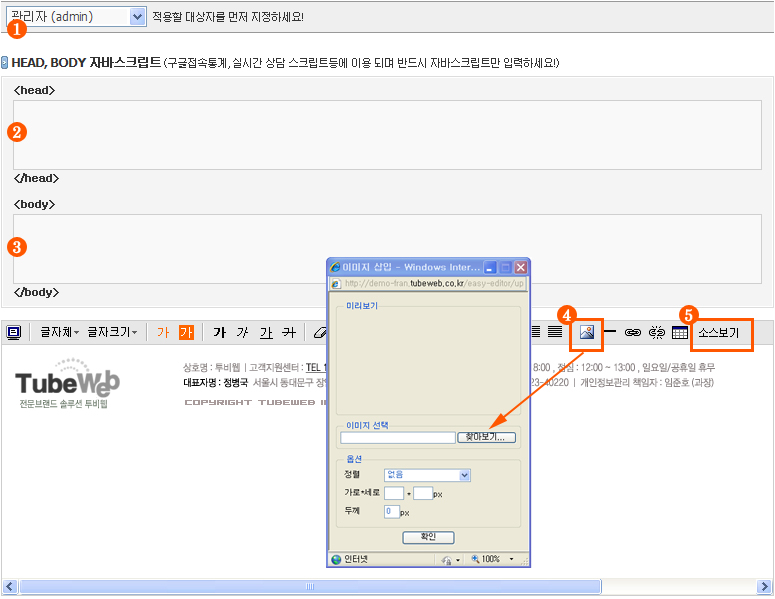 관리자 (admin) 적용할 대상자를 먼저 지정하세요!
1
HEAD, BODY 자바스크립트 (구글접속통계, 실시간 상담 스크립트등에 이용 되며 반드시 자바스크립트만 입력하세요!)
<head>
2
</head>
<body>
3
</body>
이미지 삽입 - Windows Inter...
http://demo-fran.tubeweb.co.kr/easy-editor/up
미리보기
4
5
글자체 글자크기 가 가 가 가 가 가 소스보기
TubeWeb
전문브랜드 솔루션 투비웹
상호명 : 투비웹 | 고객지원센터 : TEL 1
8:00 , 점심 : 12:00 ~ 13:00 , 일요일/공휴일 휴무
대표자명 : 정병국 서울시 동대문구
23-40220 | 개인정보관리 책임자 : 임준호 (과장)
COPYRIGHT TUBEWEB
이미지 선택
찾아보기...
옵션
정렬 없음
가로*세로 * px
두께 0 px
확인
인터넷 100%